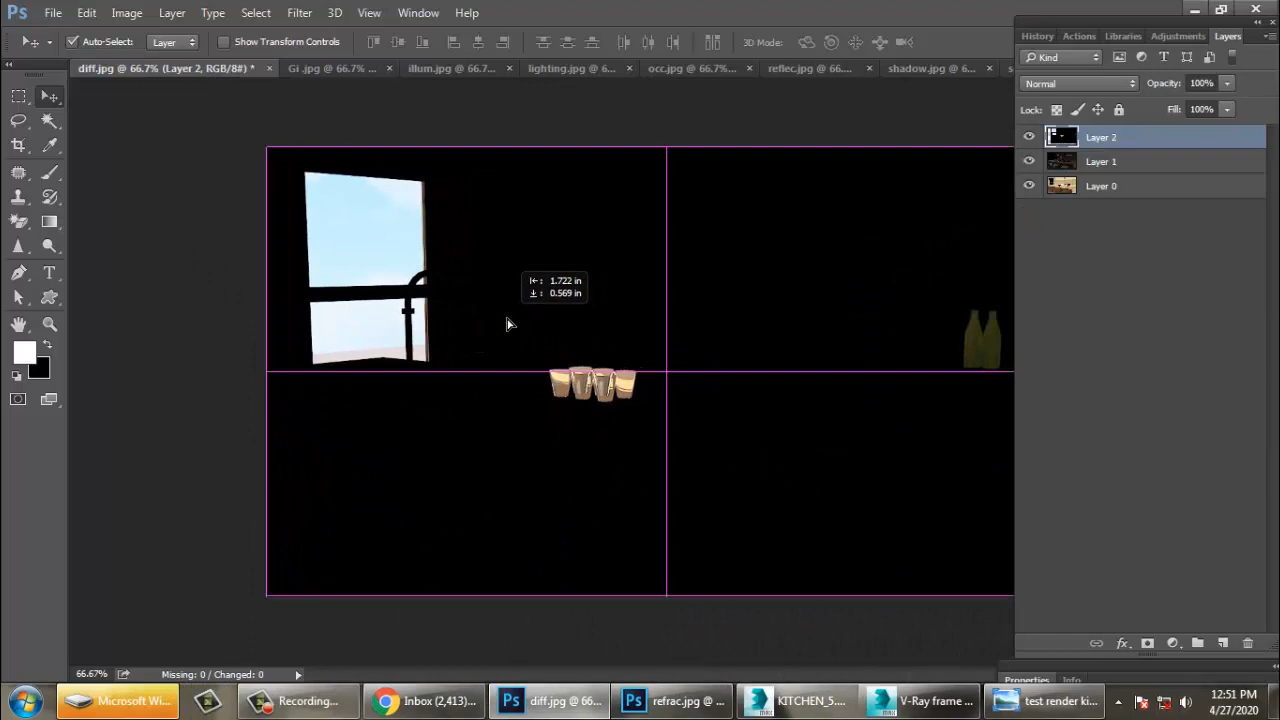 Ps File Edit Image Layer Type Select Filter 3D View Window Help
Auto-Select: Layer Show Transform Controls 3D Mode:
History Actions Libraries Adjustments Layers
diff.jpg @ 66.7% (Layer 2, RGB/8#) * × Gi .jpg @ 66.7% ... × illum.jpg @ 66.7... × lighting.jpg @ 6... × occ.jpg @ 66.7%... × reflec.jpg @ 66.... × shadow.jpg @ 6... × s
Kind
Normal Opacity: 100%
Lock: Fill: 100%
Layer 2
Layer 1
Layer 0
1.722 in
0.569 in
66.67% Missing: 0 / Changed: 0
Properties Info
Microsoft Wi... Recording... Inbox (2,413)... Ps diff.jpg @ 66... Ps refrac.jpg @ ... MAX KITCHEN_5.... MAX V-Ray frame ... test render ki...
12:51 PM
4/27/2020